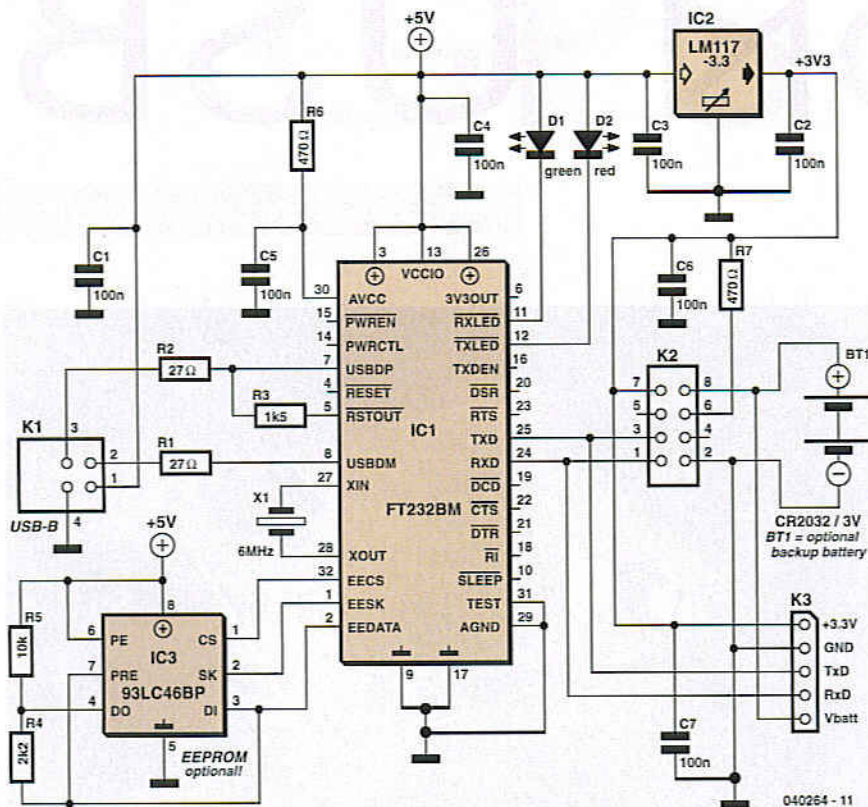 +5V
IC2
LM117
-3.3
+3V3
R6
470Ω
C4
100n
D1
green
D2
red
C3
100n
C2
100n
C1
100n
C5
100n
C6
100n
R7
470Ω
3
13
26
VCCIO
30
AVCC
15
PWREN
14
PWRCTL
7
USBDP
4
RESET
5
RSTOUT
8
USBDM
27
XIN
28
XOUT
32
EECS
1
EESK
2
EEDATA
IC1
FT232BM
3V3OUT
6
RXLED
11
TXLED
12
TXDEN
16
DSR
20
RTS
23
TXD
25
RXD
24
DCD
19
CTS
22
DTR
21
RI
18
SLEEP
10
TEST
31
AGND
29
9
17
R2
27Ω
R3
1k5
R1
27Ω
K1
3
2
1
4
USB-B
X1
6MHz
+5V
R5
10k
R4
2k2
8
6
PE
CS
1
7
PRE
SK
2
4
DO
DI
3
IC3
93LC46BP
5
EEPROM
optional!
K2
7
8
5
6
3
4
1
2
BT1
CR2032 / 3V
BT1 = optional
backup battery
K3
+3.3V
GND
TxD
RxD
Vbatt
C7
100n
040264 - 11